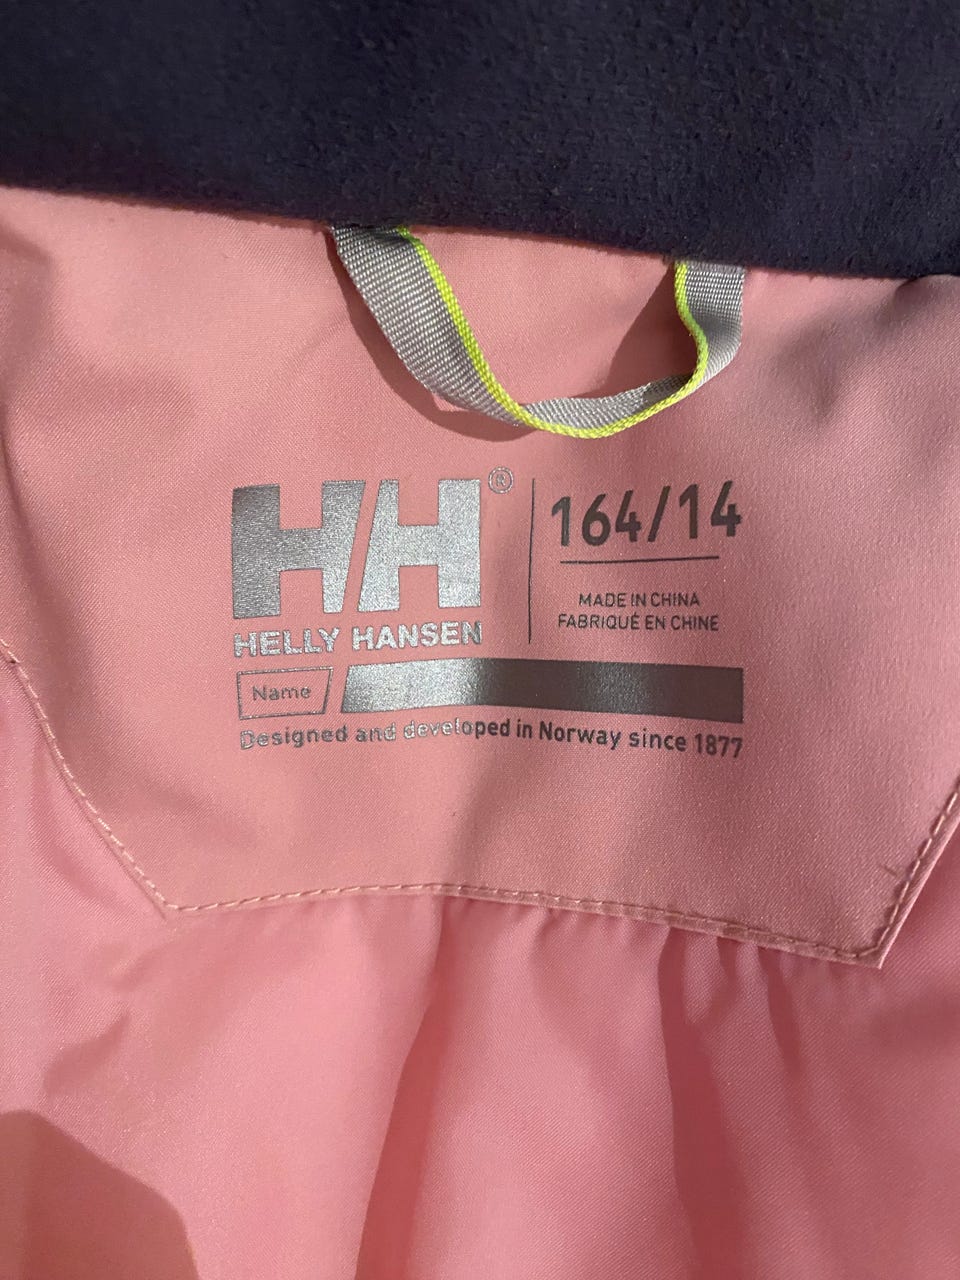 HH®
HELLY HANSEN
164/14
MADE IN CHINA
FABRIQUÉ EN CHINE
Name
Designed and developed in Norway since 1877